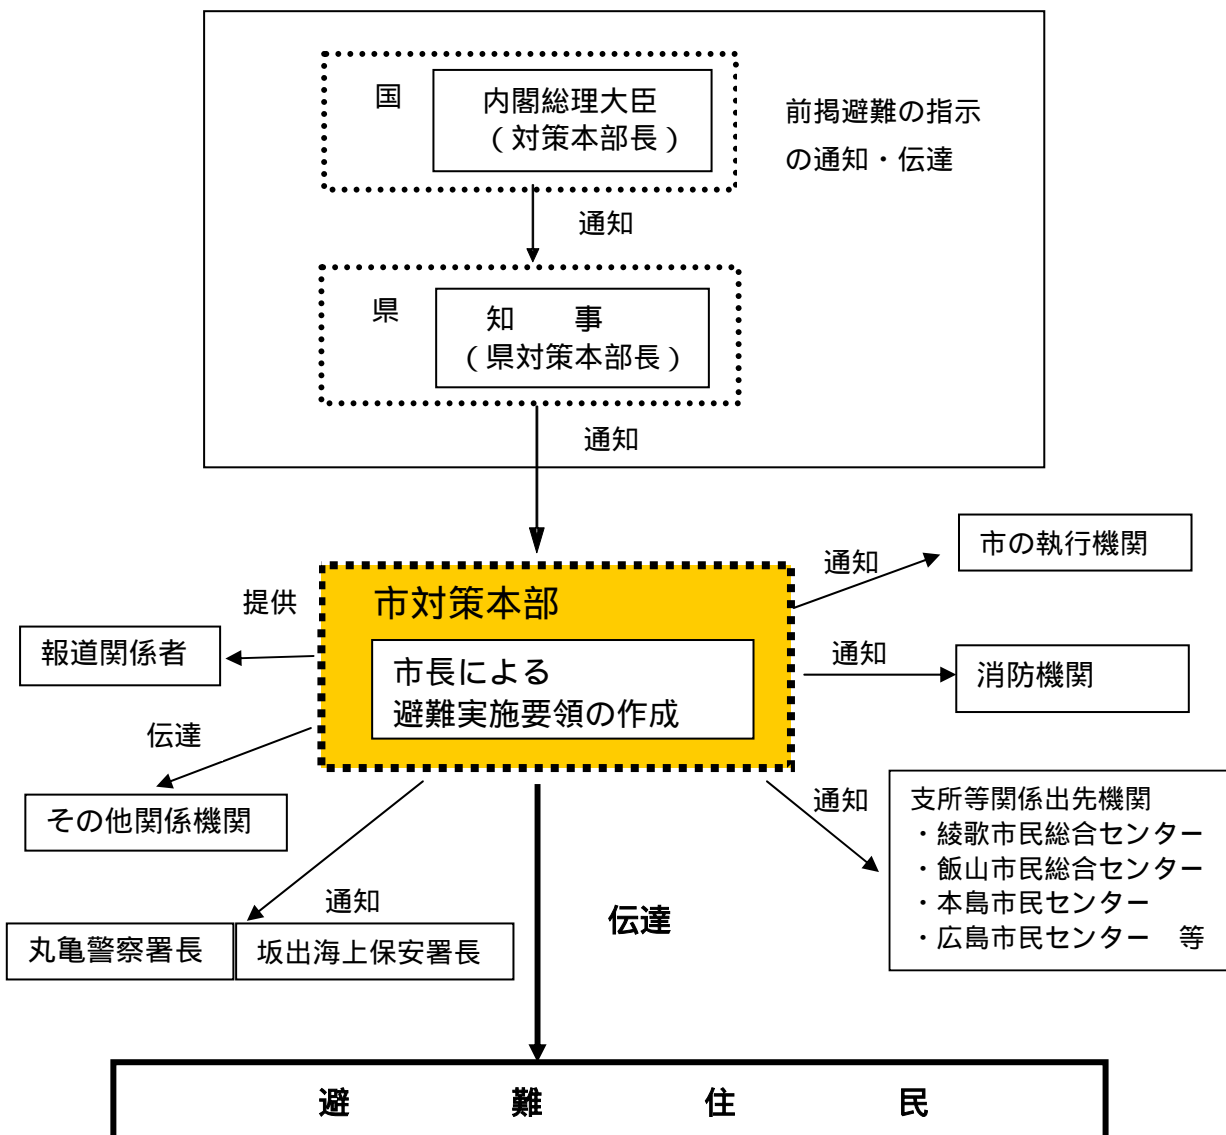 国
内閣総理大臣
（対策本部長）
前掲避難の指示
の通知・伝達
通知
県
知　　事
（県対策本部長）
通知
市対策本部
市長による
避難実施要領の作成
提供
報道関係者
伝達
その他関係機関
通知
丸亀警察署長
坂出海上保安署長
通知
市の執行機関
通知
消防機関
通知
支所等関係出先機関
・綾歌市民総合センター
・飯山市民総合センター
・本島市民センター
・広島市民センター　等
伝達
避　難　住　民